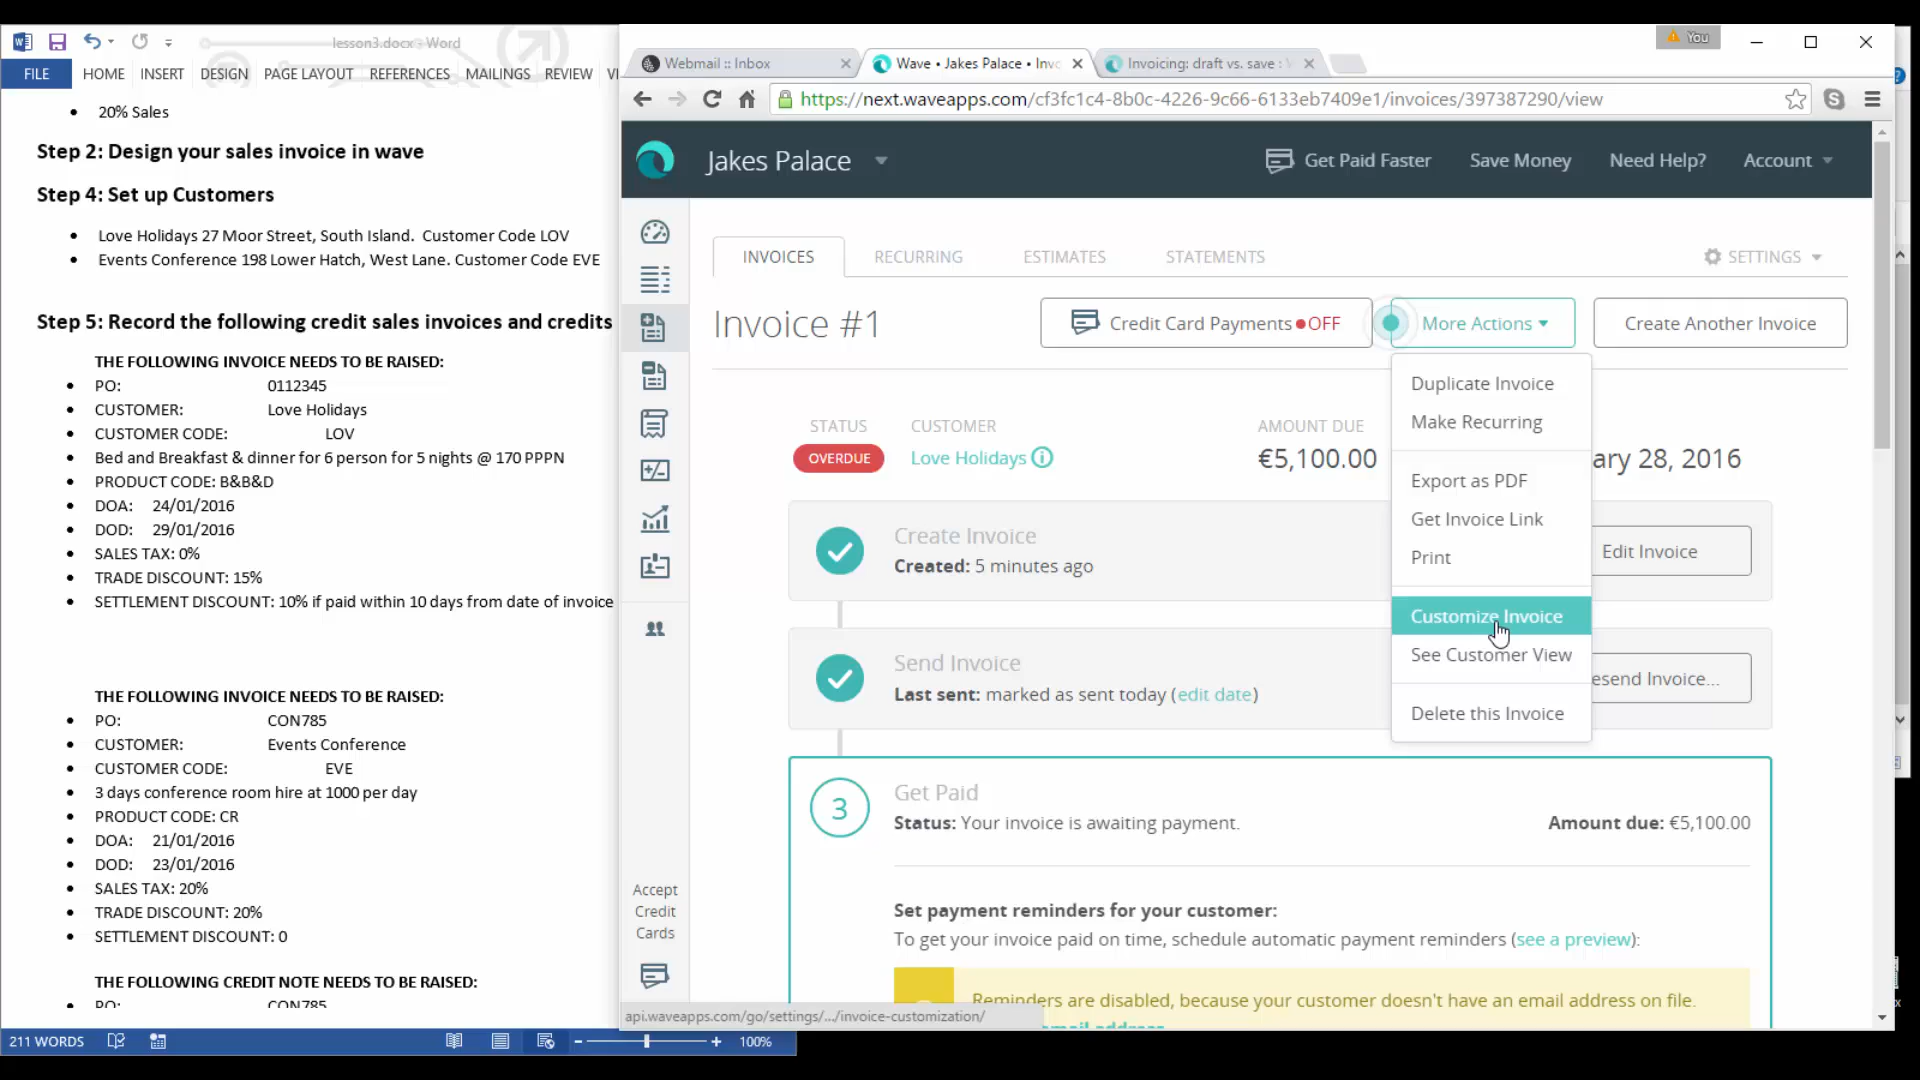 lesson3.docx - Word
FILE HOME INSERT DESIGN PAGE LAYOUT REFERENCES MAILINGS REVIEW VI
• 20% Sales
Step 2: Design your sales invoice in wave
Step 4: Set up Customers
• Love Holidays 27 Moor Street, South Island. Customer Code LOV
• Events Conference 198 Lower Hatch, West Lane. Customer Code EVE
Step 5: Record the following credit sales invoices and credits
THE FOLLOWING INVOICE NEEDS TO BE RAISED:
• PO: 0112345
• CUSTOMER: Love Holidays
• CUSTOMER CODE: LOV
• Bed and Breakfast & dinner for 6 person for 5 nights @ 170 PPPN
• PRODUCT CODE: B&B&D
• DOA: 24/01/2016
• DOD: 29/01/2016
• SALES TAX: 0%
• TRADE DISCOUNT: 15%
• SETTLEMENT DISCOUNT: 10% if paid within 10 days from date of invoice
THE FOLLOWING INVOICE NEEDS TO BE RAISED:
• PO: CON785
• CUSTOMER: Events Conference
• CUSTOMER CODE: EVE
• 3 days conference room hire at 1000 per day
• PRODUCT CODE: CR
• DOA: 21/01/2016
• DOD: 23/01/2016
• SALES TAX: 20%
• TRADE DISCOUNT: 20%
• SETTLEMENT DISCOUNT: 0
THE FOLLOWING CREDIT NOTE NEEDS TO BE RAISED:
• PO: CON785
211 WORDS 100%
You
Webmail :: Inbox
Wave • Jakes Palace • Invo
Invoicing: draft vs. save :
https://next.waveapps.com/cf3fc1c4-8b0c-4226-9c66-6133eb7409e1/invoices/397387290/view
Jakes Palace
Get Paid Faster Save Money Need Help? Account
INVOICES RECURRING ESTIMATES STATEMENTS SETTINGS
Invoice #1
Credit Card Payments OFF
More Actions
Create Another Invoice
Duplicate Invoice
Make Recurring
Export as PDF
Get Invoice Link
Print
Customize Invoice
See Customer View
Delete this Invoice
STATUS CUSTOMER AMOUNT DUE
OVERDUE Love Holidays €5,100.00 ary 28, 2016
Create Invoice
Created: 5 minutes ago
Edit Invoice
Send Invoice
Last sent: marked as sent today (edit date)
esend Invoice...
3
Get Paid
Status: Your invoice is awaiting payment.
Amount due: €5,100.00
Set payment reminders for your customer:
To get your invoice paid on time, schedule automatic payment reminders (see a preview):
Reminders are disabled, because your customer doesn't have an email address on file.
email address
Accept
Credit
Cards
api.waveapps.com/go/settings/.../invoice-customization/